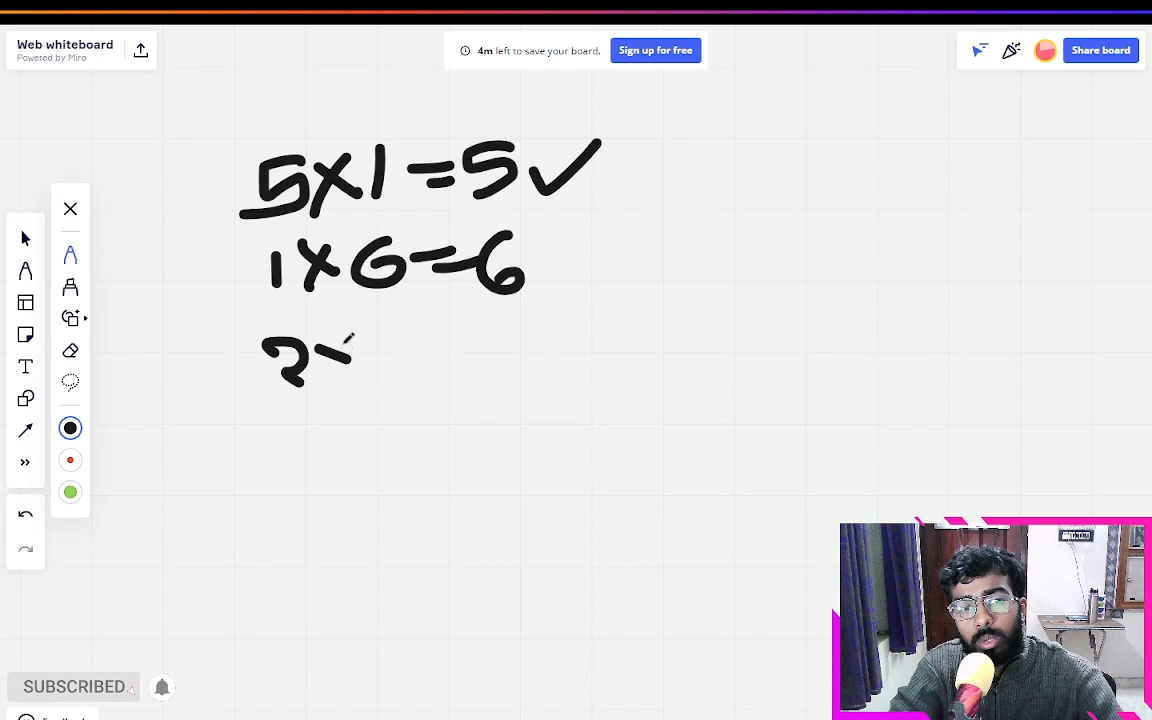 Web whiteboard
Powered by Miro
4m left to save your board.
Sign up for free
Share board
5×1=5✓
1×6=6
2
T
SUBSCRIBED